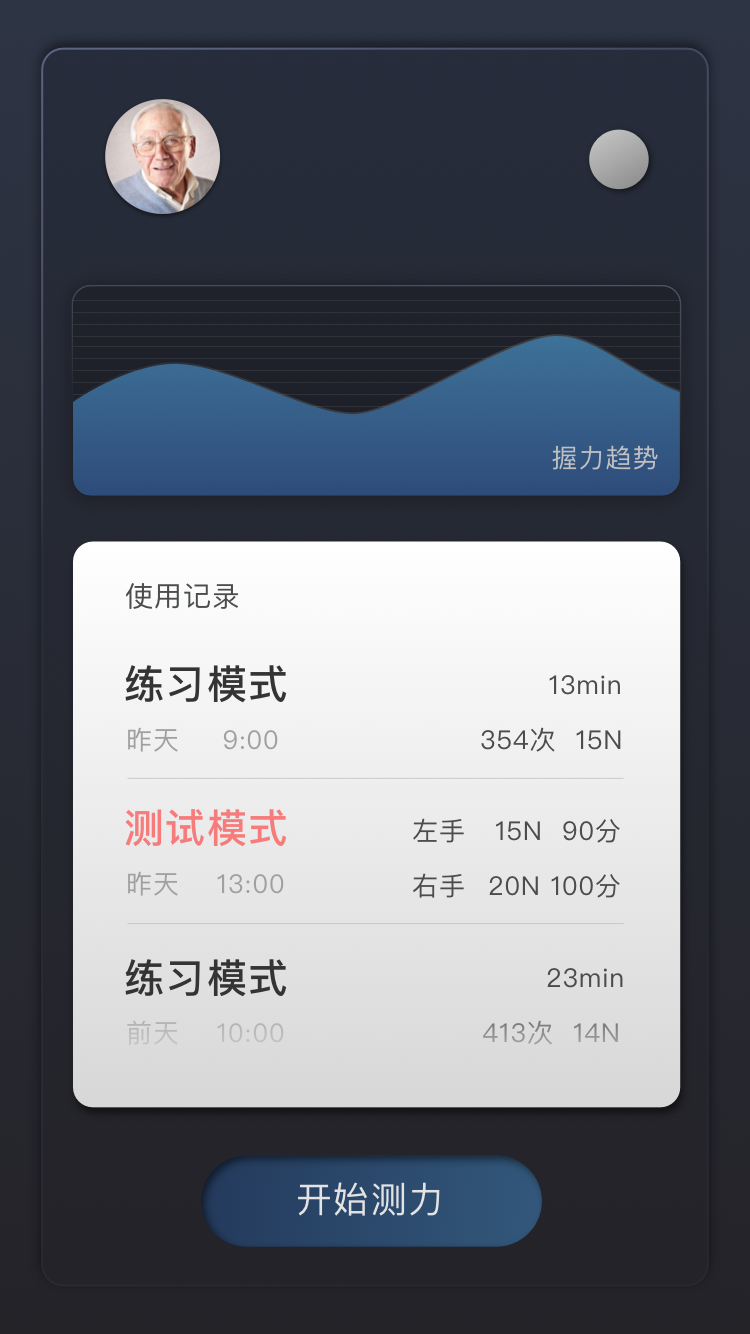 握力趋势
使用记录
练习模式 13min
昨天 9:00 354次 15N
测试模式 左手 15N 90分
昨天 13:00 右手 20N 100分
练习模式 23min
前天 10:00 413次 14N
开始测力